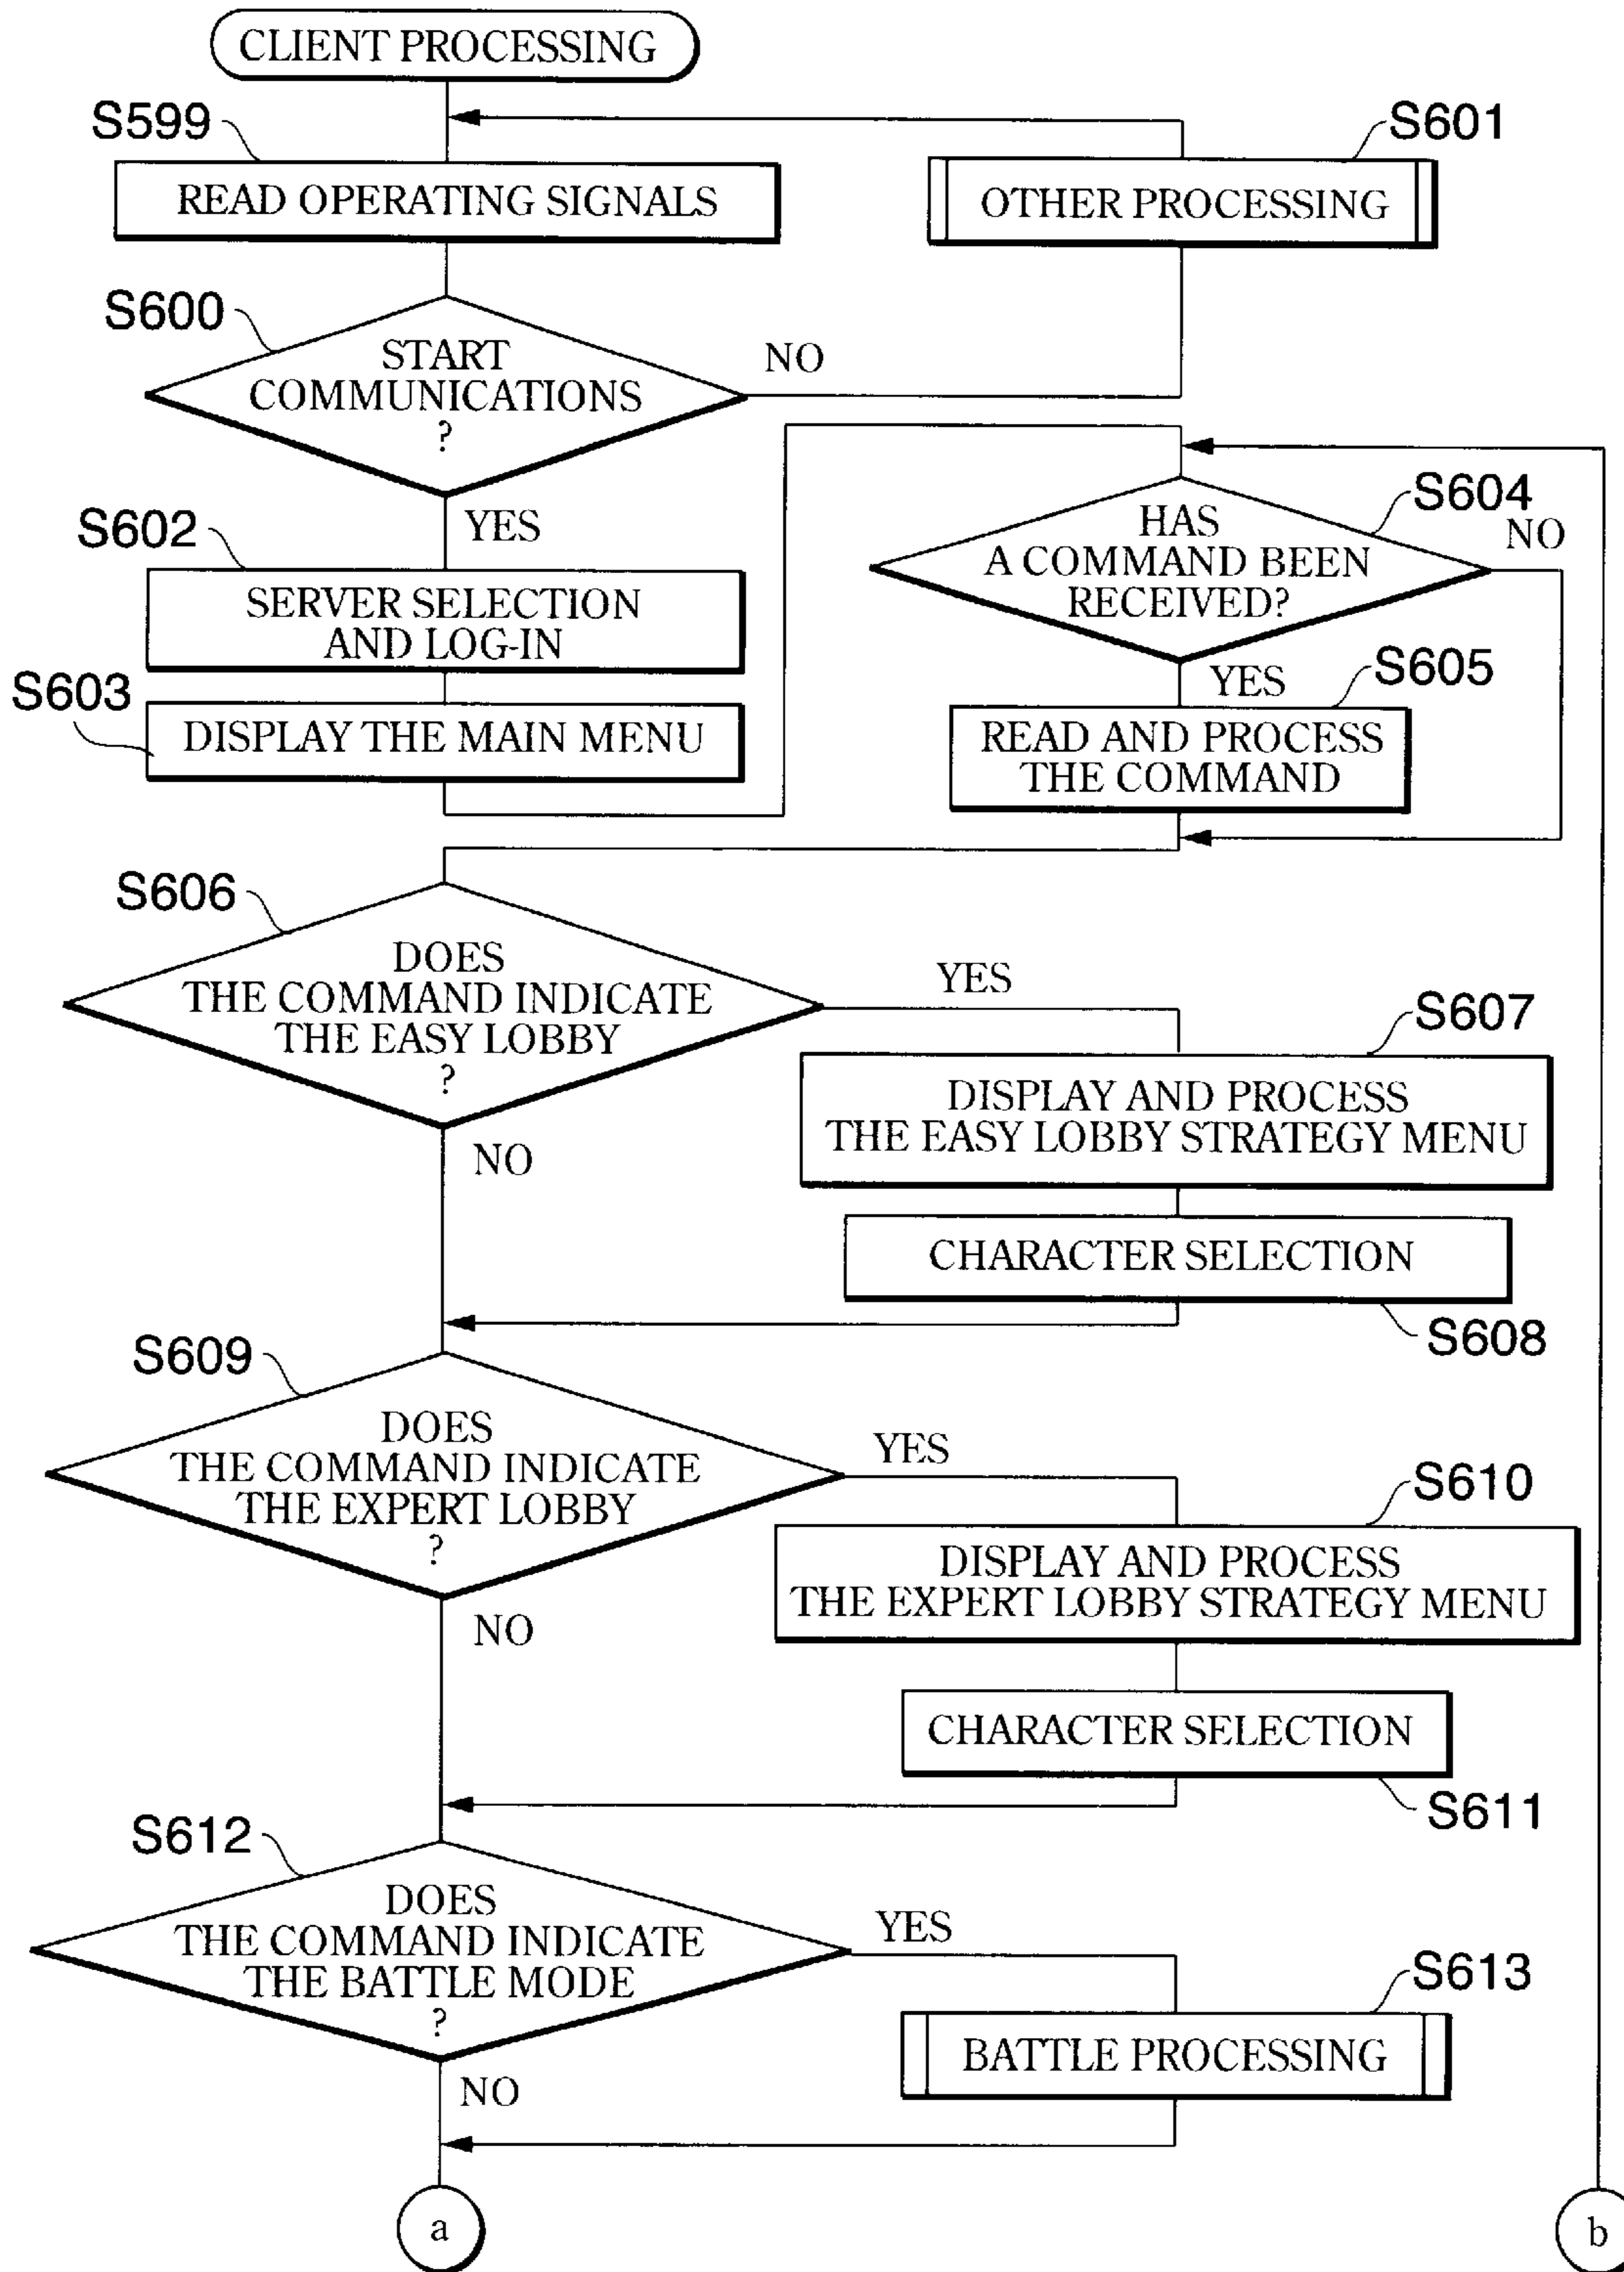 CLIENT PROCESSING
S599
READ OPERATING SIGNALS
S601
OTHER PROCESSING
S600
START
COMMUNICATIONS
?
NO
YES
S602
SERVER SELECTION
AND LOG-IN
S603
DISPLAY THE MAIN MENU
S604
HAS
A COMMAND BEEN
RECEIVED?
NO
YES
S605
READ AND PROCESS
THE COMMAND
S606
DOES
THE COMMAND INDICATE
THE EASY LOBBY
?
YES
NO
S607
DISPLAY AND PROCESS
THE EASY LOBBY STRATEGY MENU
CHARACTER SELECTION
S608
S609
DOES
THE COMMAND INDICATE
THE EXPERT LOBBY
?
YES
NO
S610
DISPLAY AND PROCESS
THE EXPERT LOBBY STRATEGY MENU
CHARACTER SELECTION
S611
S612
DOES
THE COMMAND INDICATE
THE BATTLE MODE
?
YES
NO
S613
BATTLE PROCESSING
a
b